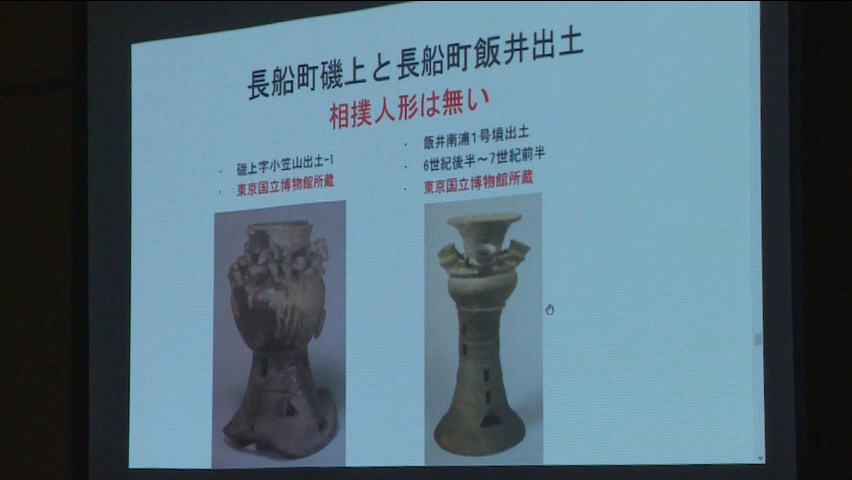 長船町磯上と長船町飯井出土
相撲人形は無い
・ 磯上字小笠山出土-1
・ 東京国立博物館所蔵
・ 飯井南浦1号墳出土
・ 6世紀後半～7世紀前半
・ 東京国立博物館所蔵